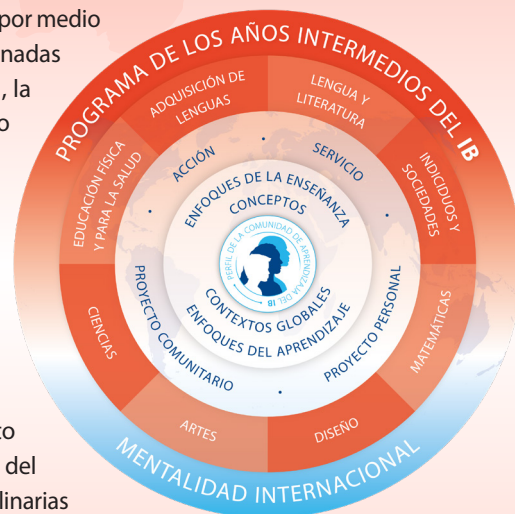 por medio
nadas
, la
o
PROGRAMA DE LOS AÑOS INTERMEDIOS DEL IB
ADQUISICIÓN DE
LENGUAS
LENGUA Y
LITERATURA
INDIVIDUOS Y
SOCIEDADES
MATEMÁTICAS
DISEÑO
ARTES
CIENCIAS
EDUCACIÓN FÍSICA
Y PARA LA SALUD
ACCIÓN
SERVICIO
PROYECTO PERSONAL
PROYECTO COMUNITARIO
ENFOQUES DE LA ENSEÑANZA
CONCEPTOS
PERFIL DE LA COMUNIDAD DE APRENDIZAJE DEL IB
CONTEXTOS GLOBALES
ENFOQUES DEL APRENDIZAJE
MENTALIDAD INTERNACIONAL
to
del
linarias